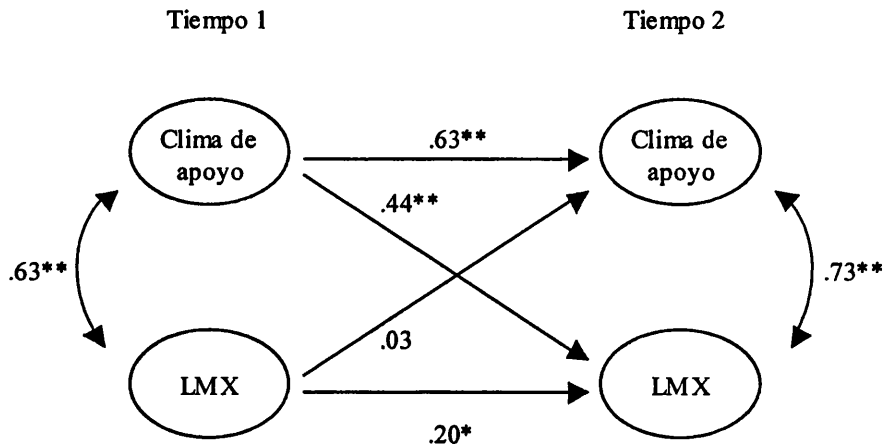 Tiempo 1
Tiempo 2
Clima de
apoyo
.63**
Clima de
apoyo
.44**
.63**
.73**
.03
LMX
LMX
.20*